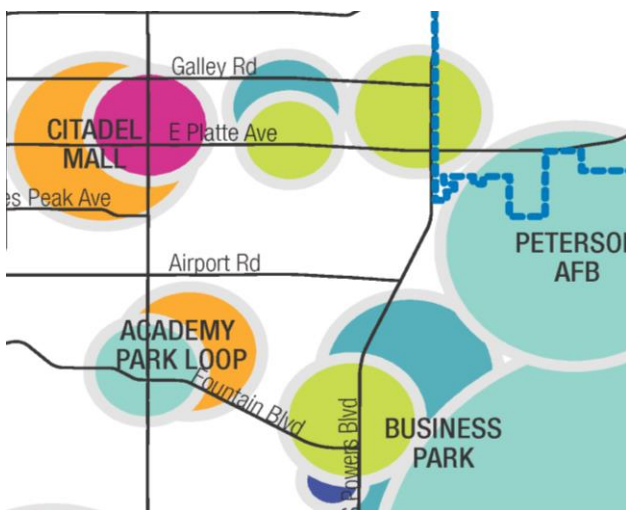 Galley Rd
CITADEL
MALL
E Platte Ave
es Peak Ave
PETERSO
AFB
Airport Rd
ACADEMY
PARK LOOP
Fountain Blvd
BUSINESS
PARK
S Powers Blvd